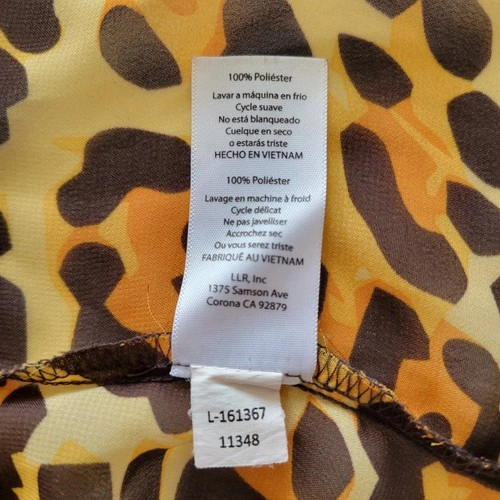 100% Poliéster
Lavar a máquina en frio
Cycle suave
No está blanqueado
Cuelque en seco
o estarás triste
HECHO EN VIETNAM
100% Poliéster
Lavage en machine à froid
Cycle délicat
Ne pas javelliser
Accrochez sec
Ou vous serez triste
FABRIQUÉ AU VIETNAM
LLR, Inc
1375 Samson Ave
Corona CA 92879
L-161367
11348